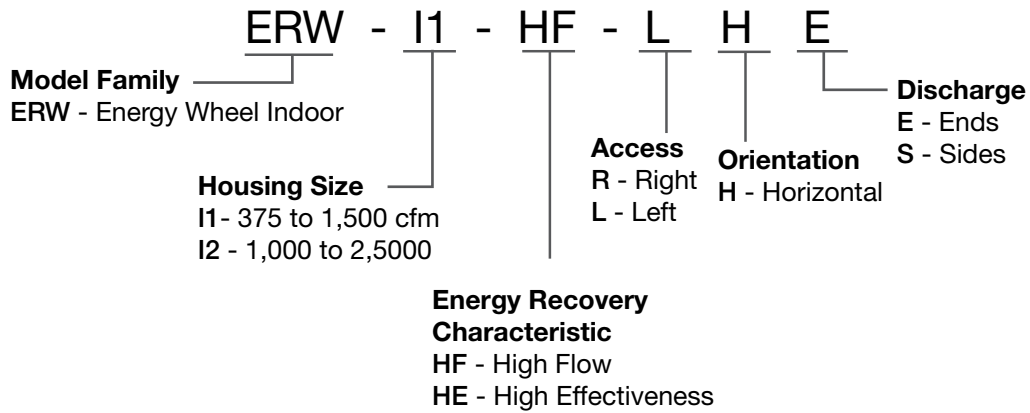 ERW - I1 - HF - L H E
Model Family
ERW - Energy Wheel Indoor
Housing Size
I1- 375 to 1,500 cfm
I2 - 1,000 to 2,5000
Energy Recovery
Characteristic
HF - High Flow
HE - High Effectiveness
Access
R - Right
L - Left
Orientation
H - Horizontal
Discharge
E - Ends
S - Sides